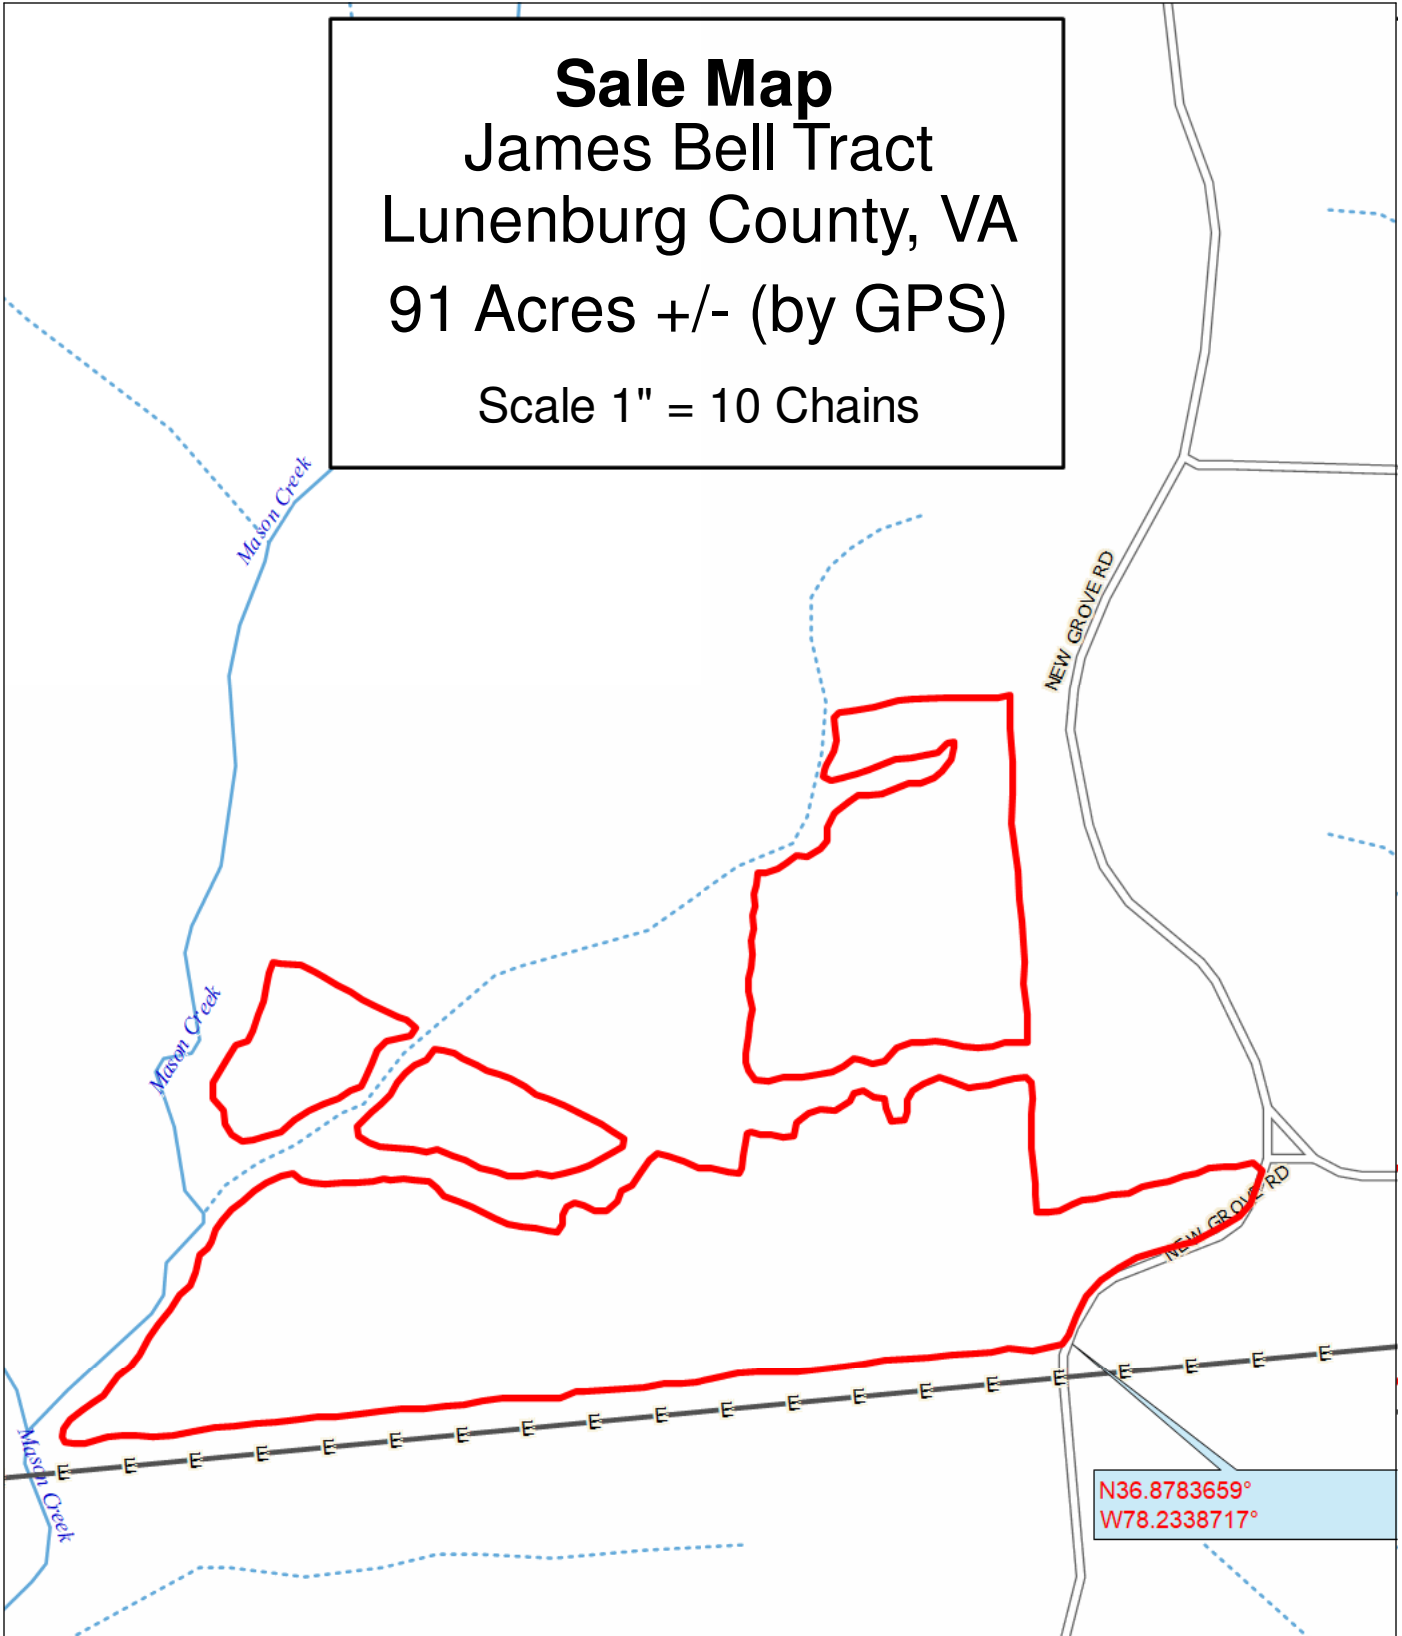 Sale Map
James Bell Tract
Lunenburg County, VA
91 Acres +/- (by GPS)
Scale 1" = 10 Chains
Mason Creek
NEW GROVE RD
Mason Creek
NEW GROVE RD
E E E E E E E E E E E E E E E E E E E E
Mason Creek
N36.8783659°
W78.2338717°